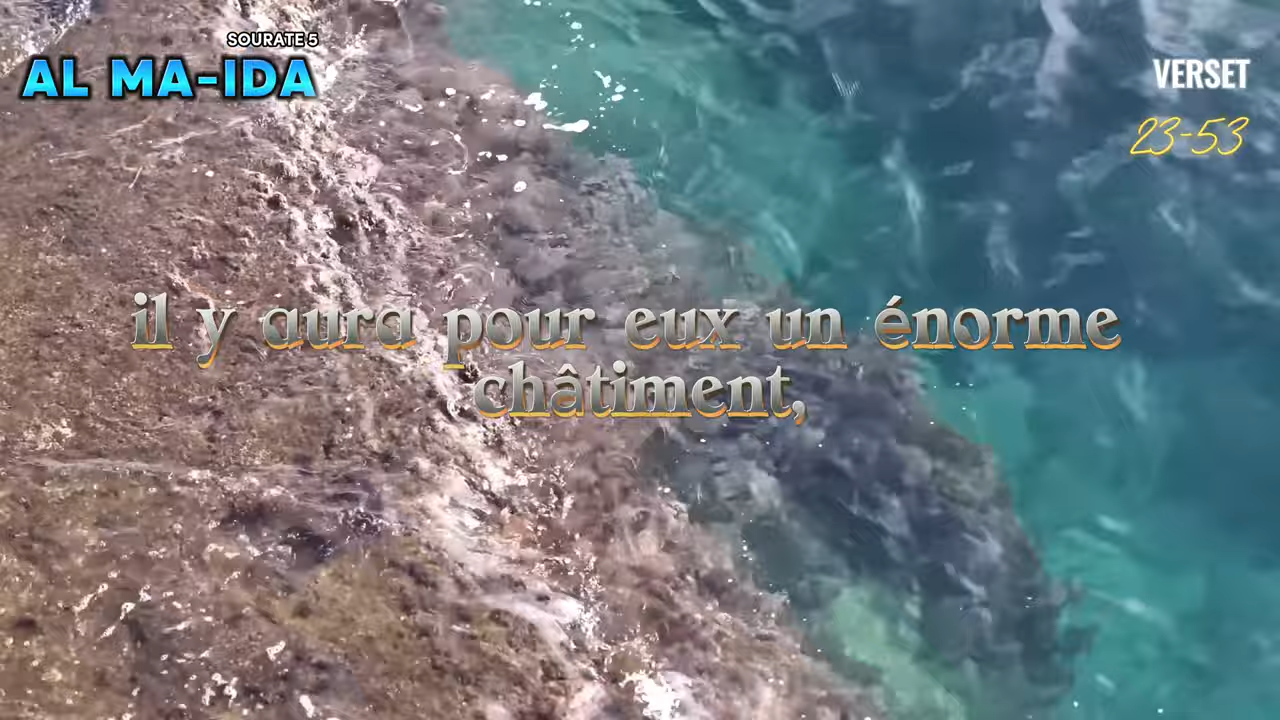 SOURATE 5
AL MA-IDA
VERSET
23-53
il y aura pour eux un énorme
châtiment,